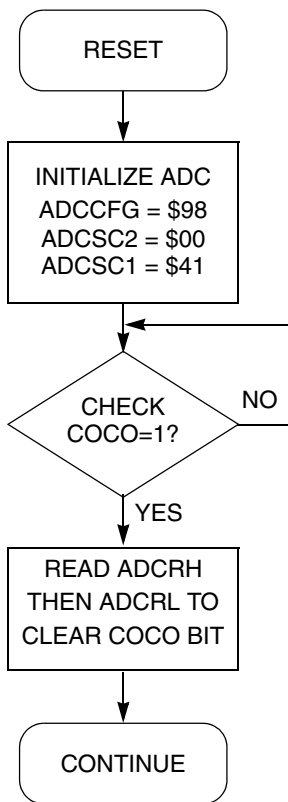 RESET
INITIALIZE ADC
ADCCFG = $98
ADCSC2 = $00
ADCSC1 = $41
CHECK
COCO=1?
NO
YES
READ ADCRH
THEN ADCRL TO
CLEAR COCO BIT
CONTINUE